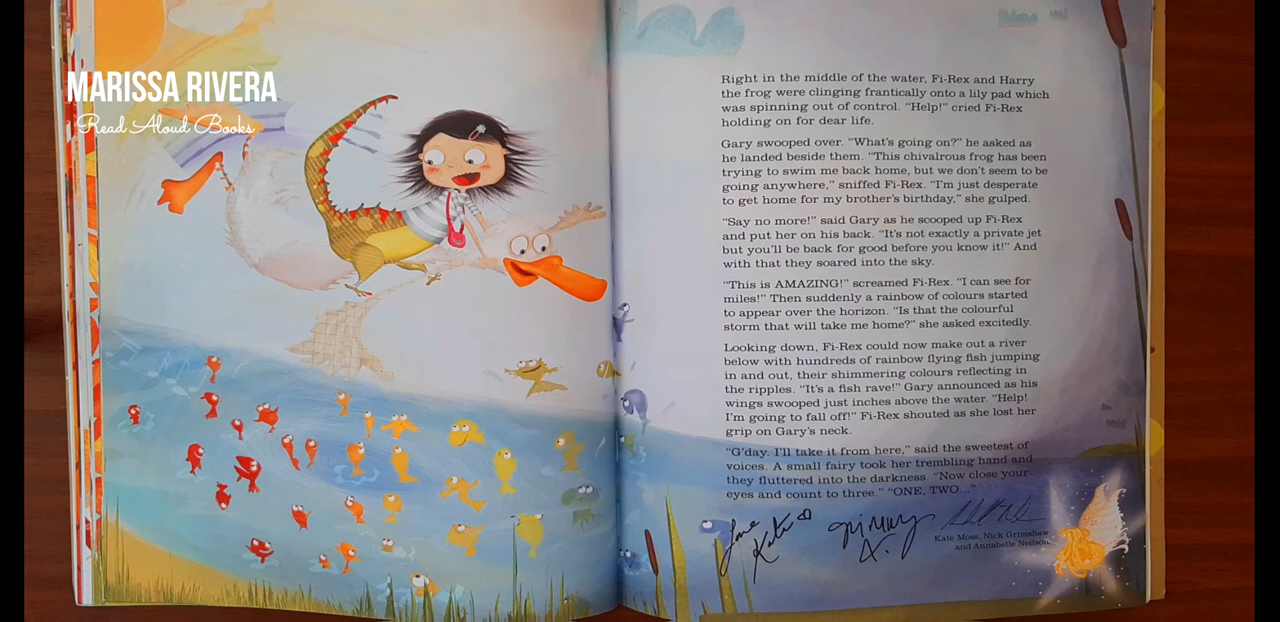 MARISSA RIVERA
Read Aloud Books
Right in the middle of the water, Fi-Rex and Harry
the frog were clinging frantically onto a lily pad which
was spinning out of control. “Help!” cried Fi-Rex
holding on for dear life.
Gary swooped over. “What’s going on?” he asked as
he landed beside them. “This chivalrous frog has been
trying to swim me back home, but we don’t seem to be
going anywhere,” sniffed Fi-Rex. “I’m just desperate
to get home for my brother’s birthday,” she gulped.
“Say no more!” said Gary as he scooped up Fi-Rex
and put her on his back. “It’s not exactly a private jet
but you’ll be back for good before you know it!” And
with that they soared into the sky.
“This is AMAZING!” screamed Fi-Rex. “I can see for
miles!” Then suddenly a rainbow of colours started
to appear over the horizon. “Is that the colourful
storm that will take me home?” she asked excitedly.
Looking down, Fi-Rex could now make out a river
below with hundreds of rainbow flying fish jumping
in and out, their shimmering colours reflecting in
the ripples. “It’s a fish rave!” Gary announced as his
wings swooped just inches above the water. “Help!
I’m going to fall off!” Fi-Rex shouted as she lost her
grip on Gary’s neck.
“G’day. I’ll take it from here,” said the sweetest of
voices. A small fairy took her trembling hand and
they fluttered into the darkness. “Now close your
eyes and count to three.” “ONE, TWO...”
Love
Kate
Grimmy
X.
Kate Moss, Nick Grimshaw
and Annabelle Neilson